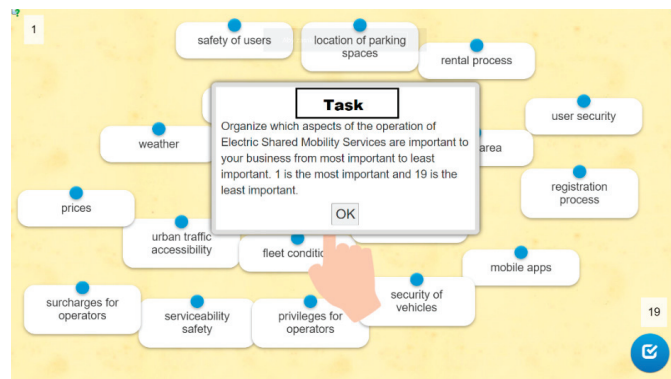 1
safety of users
location of parking
spaces
rental process
Task
Organize which aspects of the operation of
Electric Shared Mobility Services are important to
your business from most important to least
important. 1 is the most important and 19 is the
least important.
OK
weather
area
user security
registration
process
prices
urban traffic
accessibility
fleet
mobile apps
surcharges for
operators
serviceability
safety
privileges for
operators
security of
vehicles
19